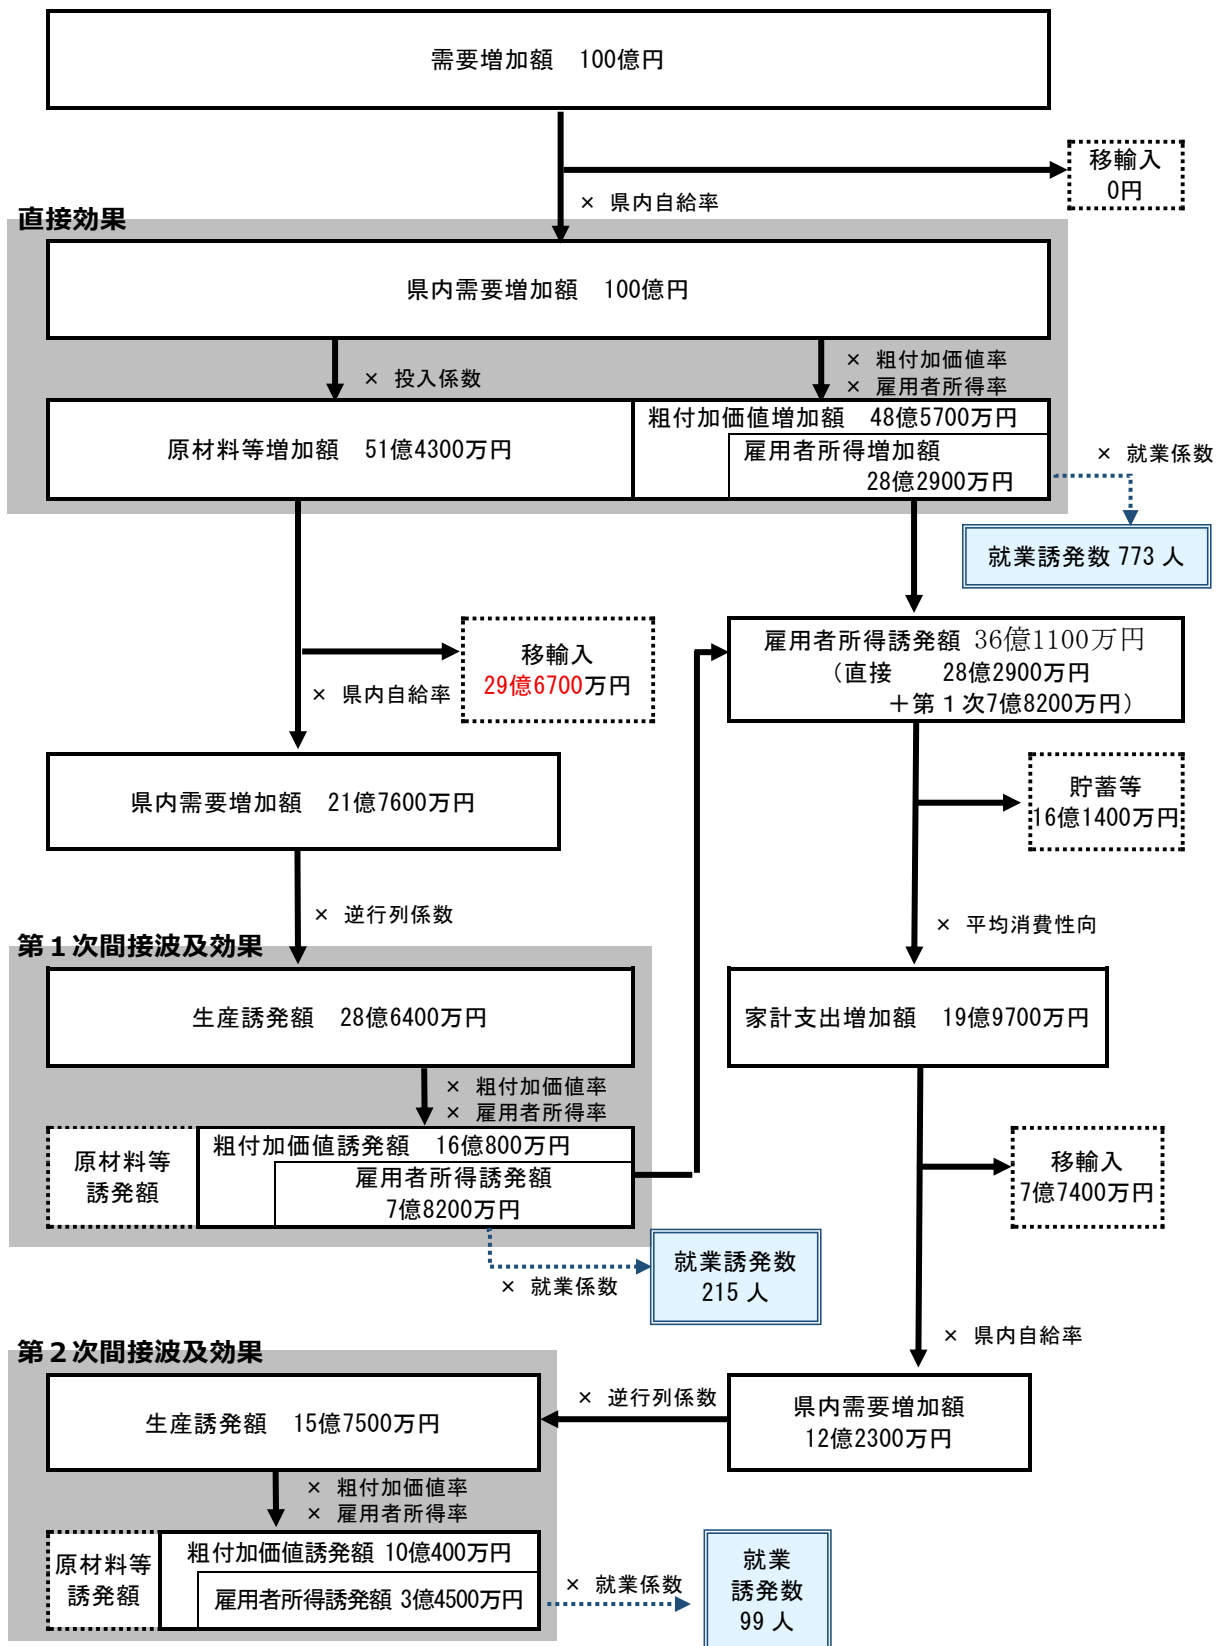 需要増加額　100億円
移輸入
0円
× 県内自給率
直接効果
県内需要増加額　100億円
× 投入係数
× 粗付加価値率
× 雇用者所得率
原材料等増加額　51億4300万円
粗付加価値増加額　48億5700万円
雇用者所得増加額
28億2900万円
× 就業係数
就業誘発数 773 人
移輸入
29億6700万円
× 県内自給率
雇用者所得誘発額 36億1100万円
（直接　　28億2900万円
＋第１次7億8200万円）
県内需要増加額　21億7600万円
貯蓄等
16億1400万円
× 逆行列係数
× 平均消費性向
第１次間接波及効果
生産誘発額　28億6400万円
家計支出増加額　19億9700万円
× 粗付加価値率
× 雇用者所得率
原材料等
誘発額
粗付加価値誘発額　16億800万円
雇用者所得誘発額
7億8200万円
移輸入
7億7400万円
× 就業係数
就業誘発数
215 人
× 県内自給率
第２次間接波及効果
生産誘発額　15億7500万円
× 逆行列係数
県内需要増加額
12億2300万円
× 粗付加価値率
× 雇用者所得率
原材料等
誘発額
粗付加価値誘発額 10億400万円
雇用者所得誘発額 3億4500万円
× 就業係数
就業
誘発数
99 人